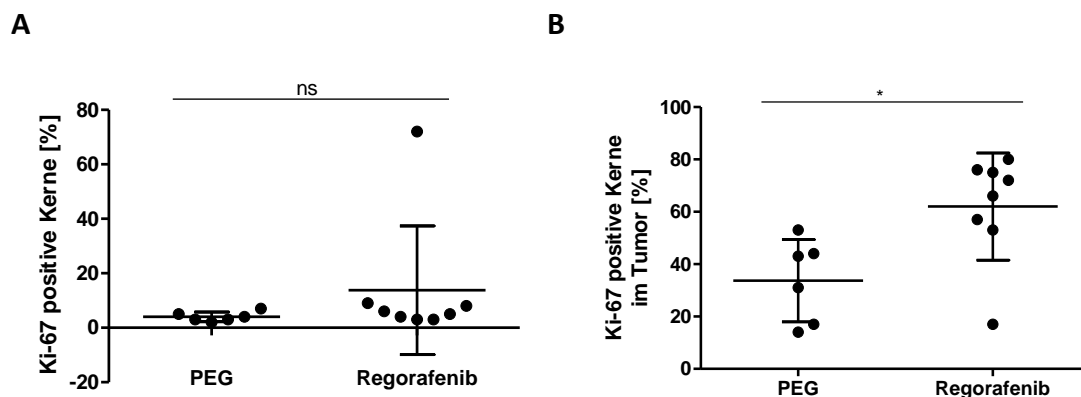 A
B
ns
Ki-67 positive Kerne [%]
80
60
40
20
0
-20
PEG
Regorafenib
*
Ki-67 positive Kerne
im Tumor [%]
100
80
60
40
20
0
PEG
Regorafenib